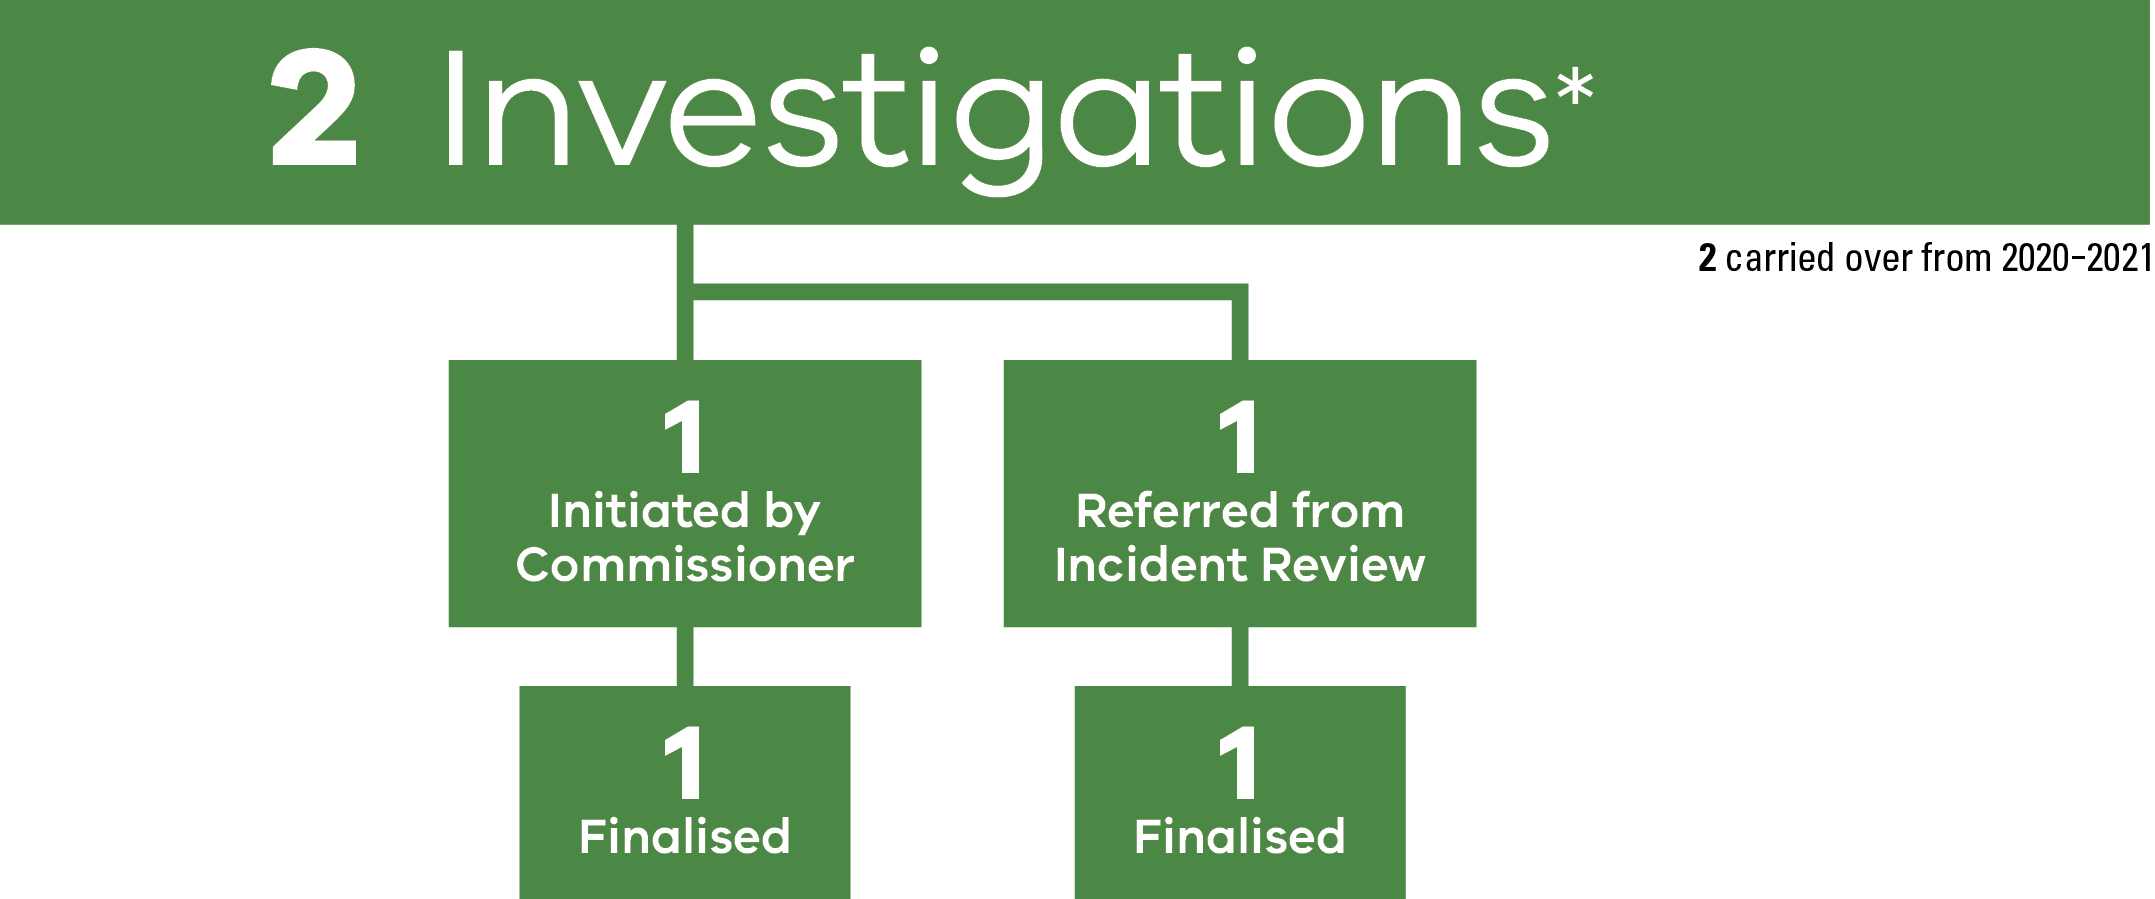 2 Investigations*
2 carried over from 2020–2021
1
Initiated by
Commissioner
1
Referred from
Incident Review
1
Finalised
1
Finalised